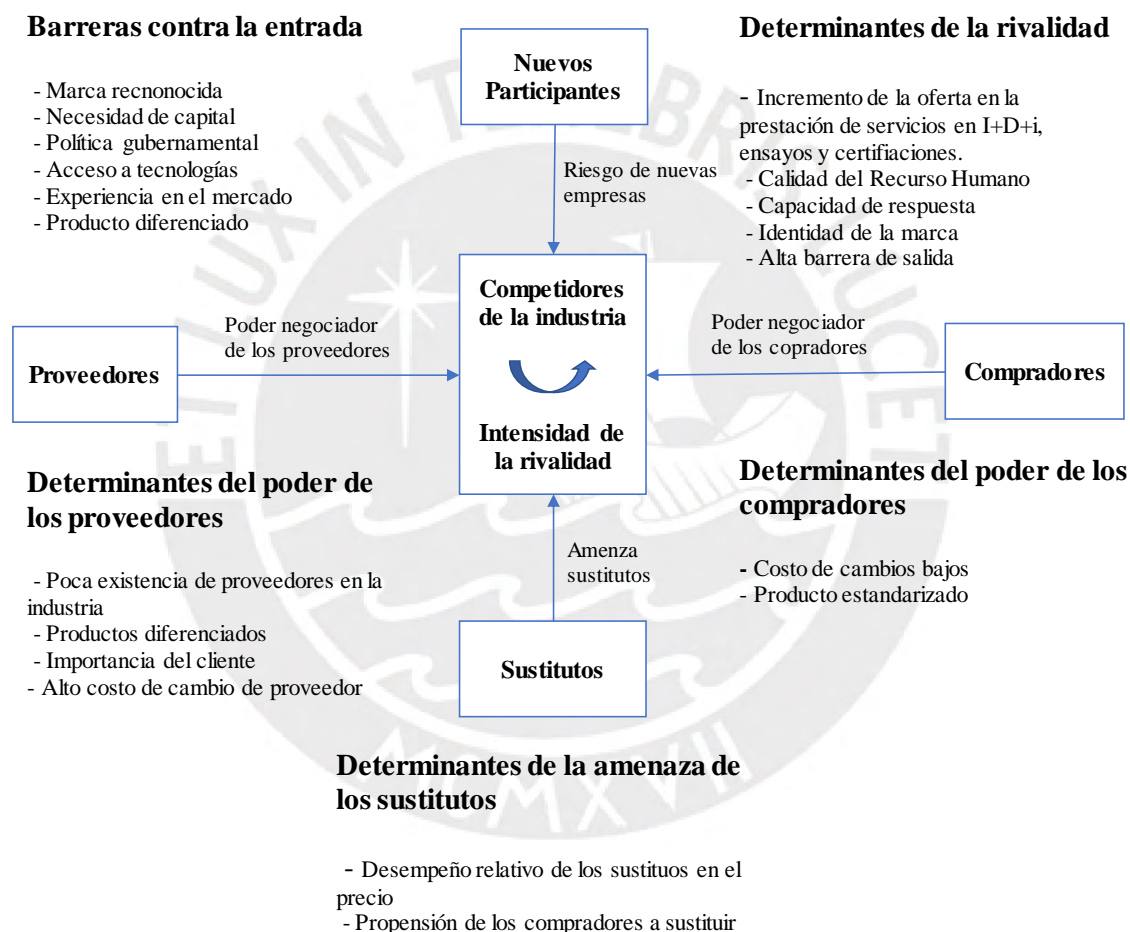 Barreras contra la entrada
- Marca recnonocida
- Necesidad de capital
- Política gubernamental
- Acceso a tecnologías
- Experiencia en el mercado
- Producto diferenciado
Nuevos
Participantes
Riesgo de nuevas
empresas
Determinantes de la rivalidad
- Incremento de la oferta en la
prestación de servicios en I+D+i,
ensayos y certifiaciones.
- Calidad del Recurso Humano
- Capacidad de respuesta
- Identidad de la marca
- Alta barrera de salida
Proveedores
Poder negociador
de los proveedores
Competidores
de la industria
Intensidad de
la rivalidad
Poder negociador
de los copradores
Compradores
Determinantes del poder de
los proveedores
- Poca existencia de proveedores en la
industria
- Productos diferenciados
- Importancia del cliente
- Alto costo de cambio de proveedor
Amenza
sustitutos
Sustitutos
Determinantes del poder de los
compradores
- Costo de cambios bajos
- Producto estandarizado
Determinantes de la amenaza de
los sustitutos
- Desempeño relativo de los sustituos en el
precio
- Propensión de los compradores a sustituir
ET LUX IN TENEBRIS LUCET
MCMXVII